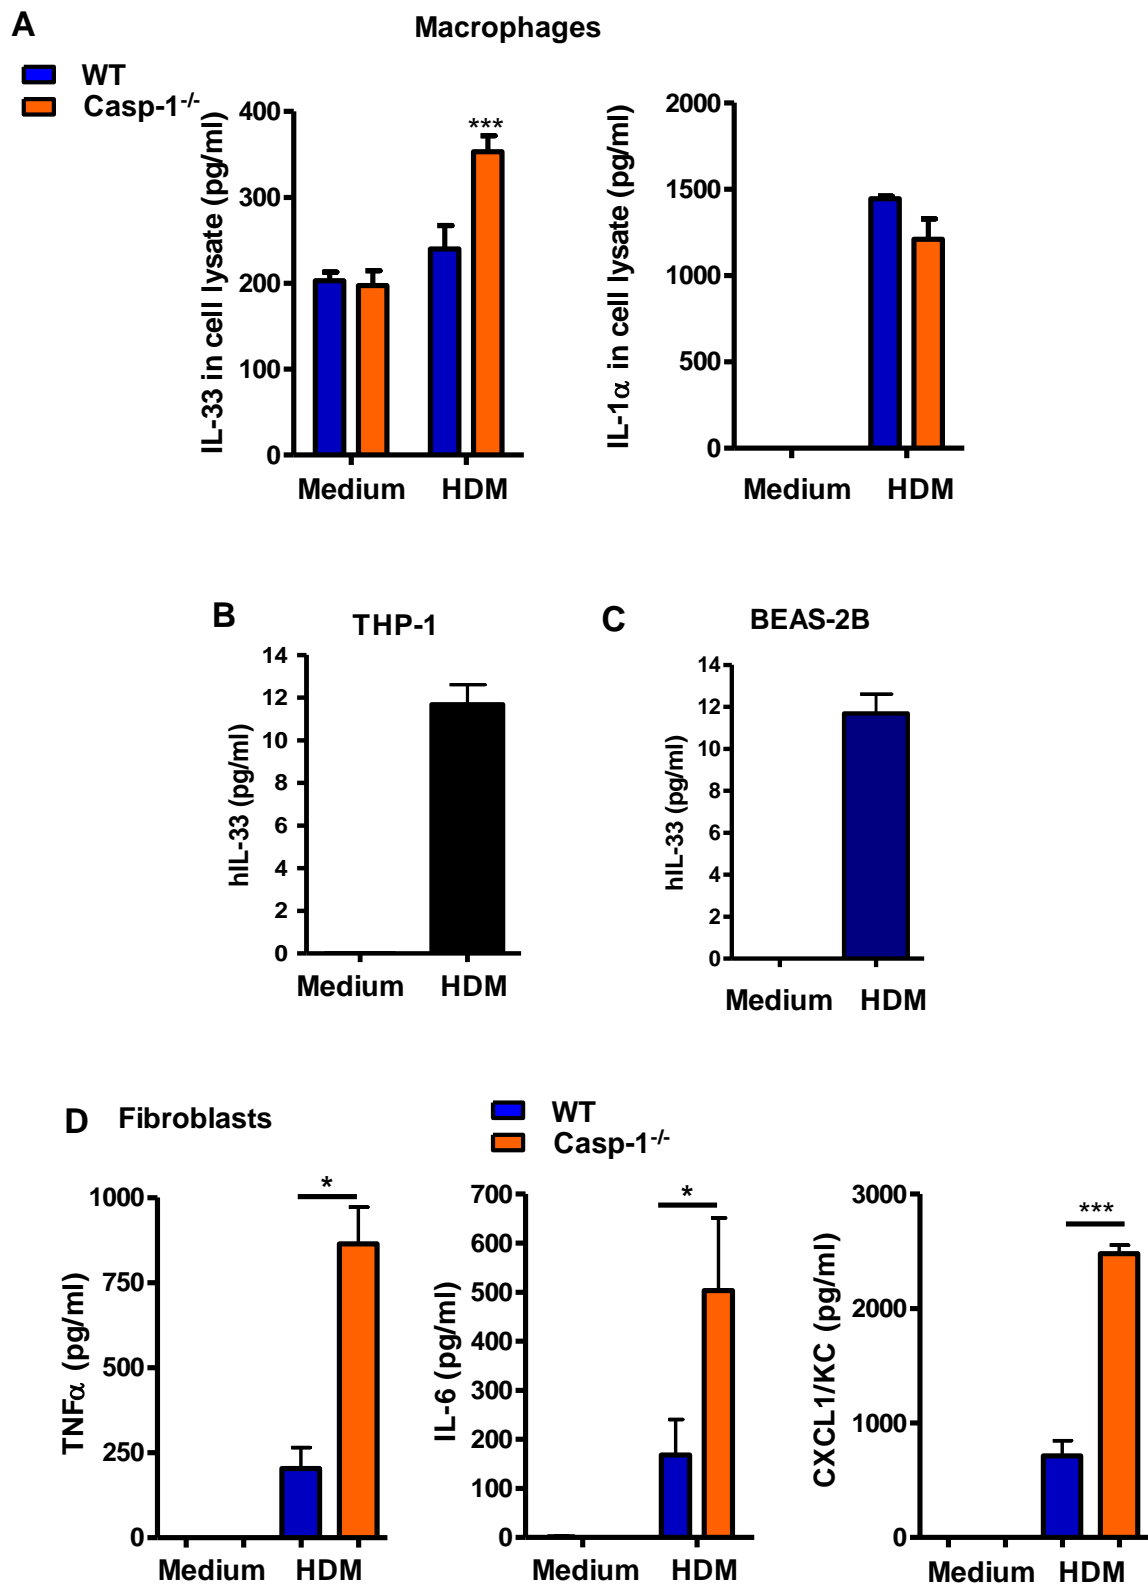 A
Macrophages
WT
Casp-1-/-
IL-33 in cell lysate (pg/ml)
400
300
200
100
0
***
Medium HDM
IL-1α in cell lysate (pg/ml)
2000
1500
1000
500
0
Medium HDM
B THP-1
hIL-33 (pg/ml)
14
12
10
8
6
4
2
0
Medium HDM
C BEAS-2B
hIL-33 (pg/ml)
14
12
10
8
6
4
2
0
Medium HDM
D Fibroblasts
WT
Casp-1-/-
TNFα (pg/ml)
1000
750
500
250
0
*
Medium HDM
IL-6 (pg/ml)
700
600
500
400
300
200
100
0
*
Medium HDM
CXCL1/KC (pg/ml)
3000
2000
1000
0
***
Medium HDM